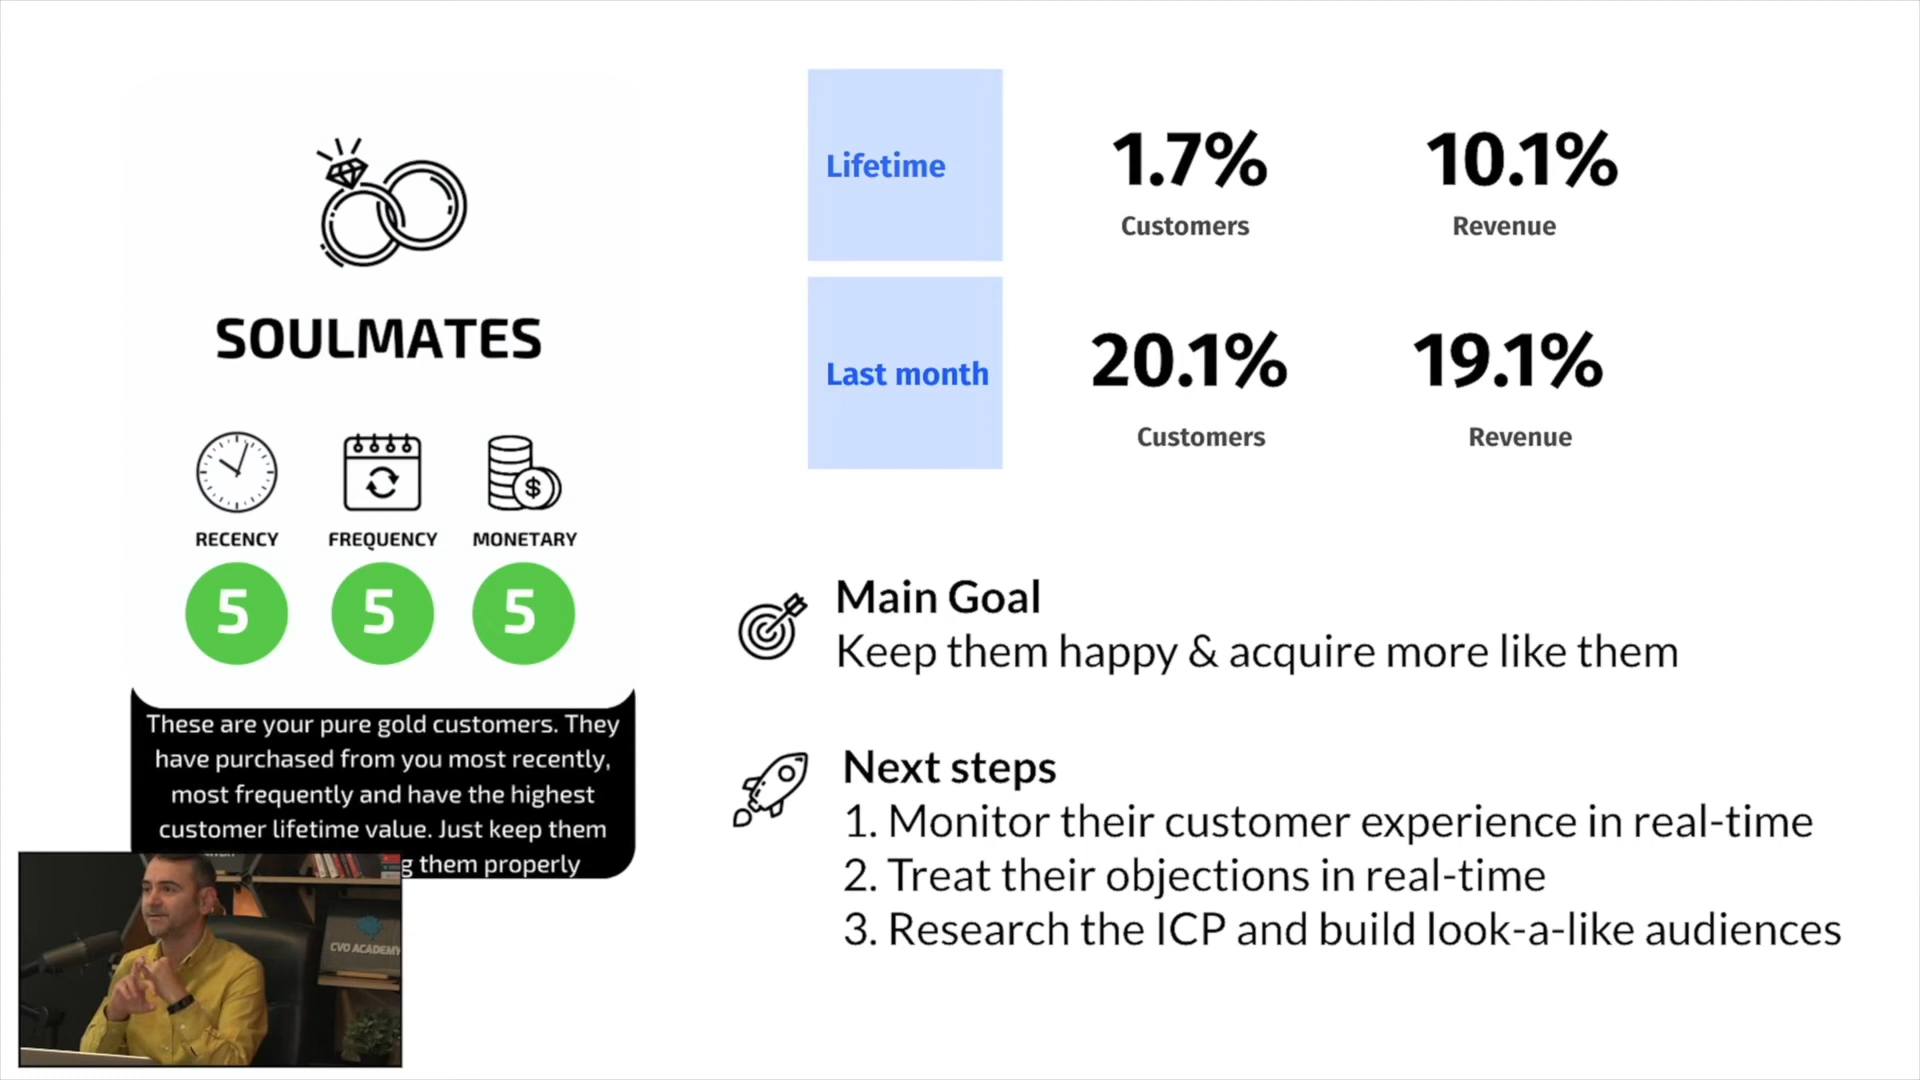 SOULMATES
RECENCY FREQUENCY MONETARY
5 5 5
These are your pure gold customers. They
have purchased from you most recently,
most frequently and have the highest
customer lifetime value. Just keep them
g them properly
CVO ACADEMY
Lifetime
1.7% 10.1%
Customers Revenue
Last month
20.1% 19.1%
Customers Revenue
Main Goal
Keep them happy & acquire more like them
Next steps
1. Monitor their customer experience in real-time
2. Treat their objections in real-time
3. Research the ICP and build look-a-like audiences